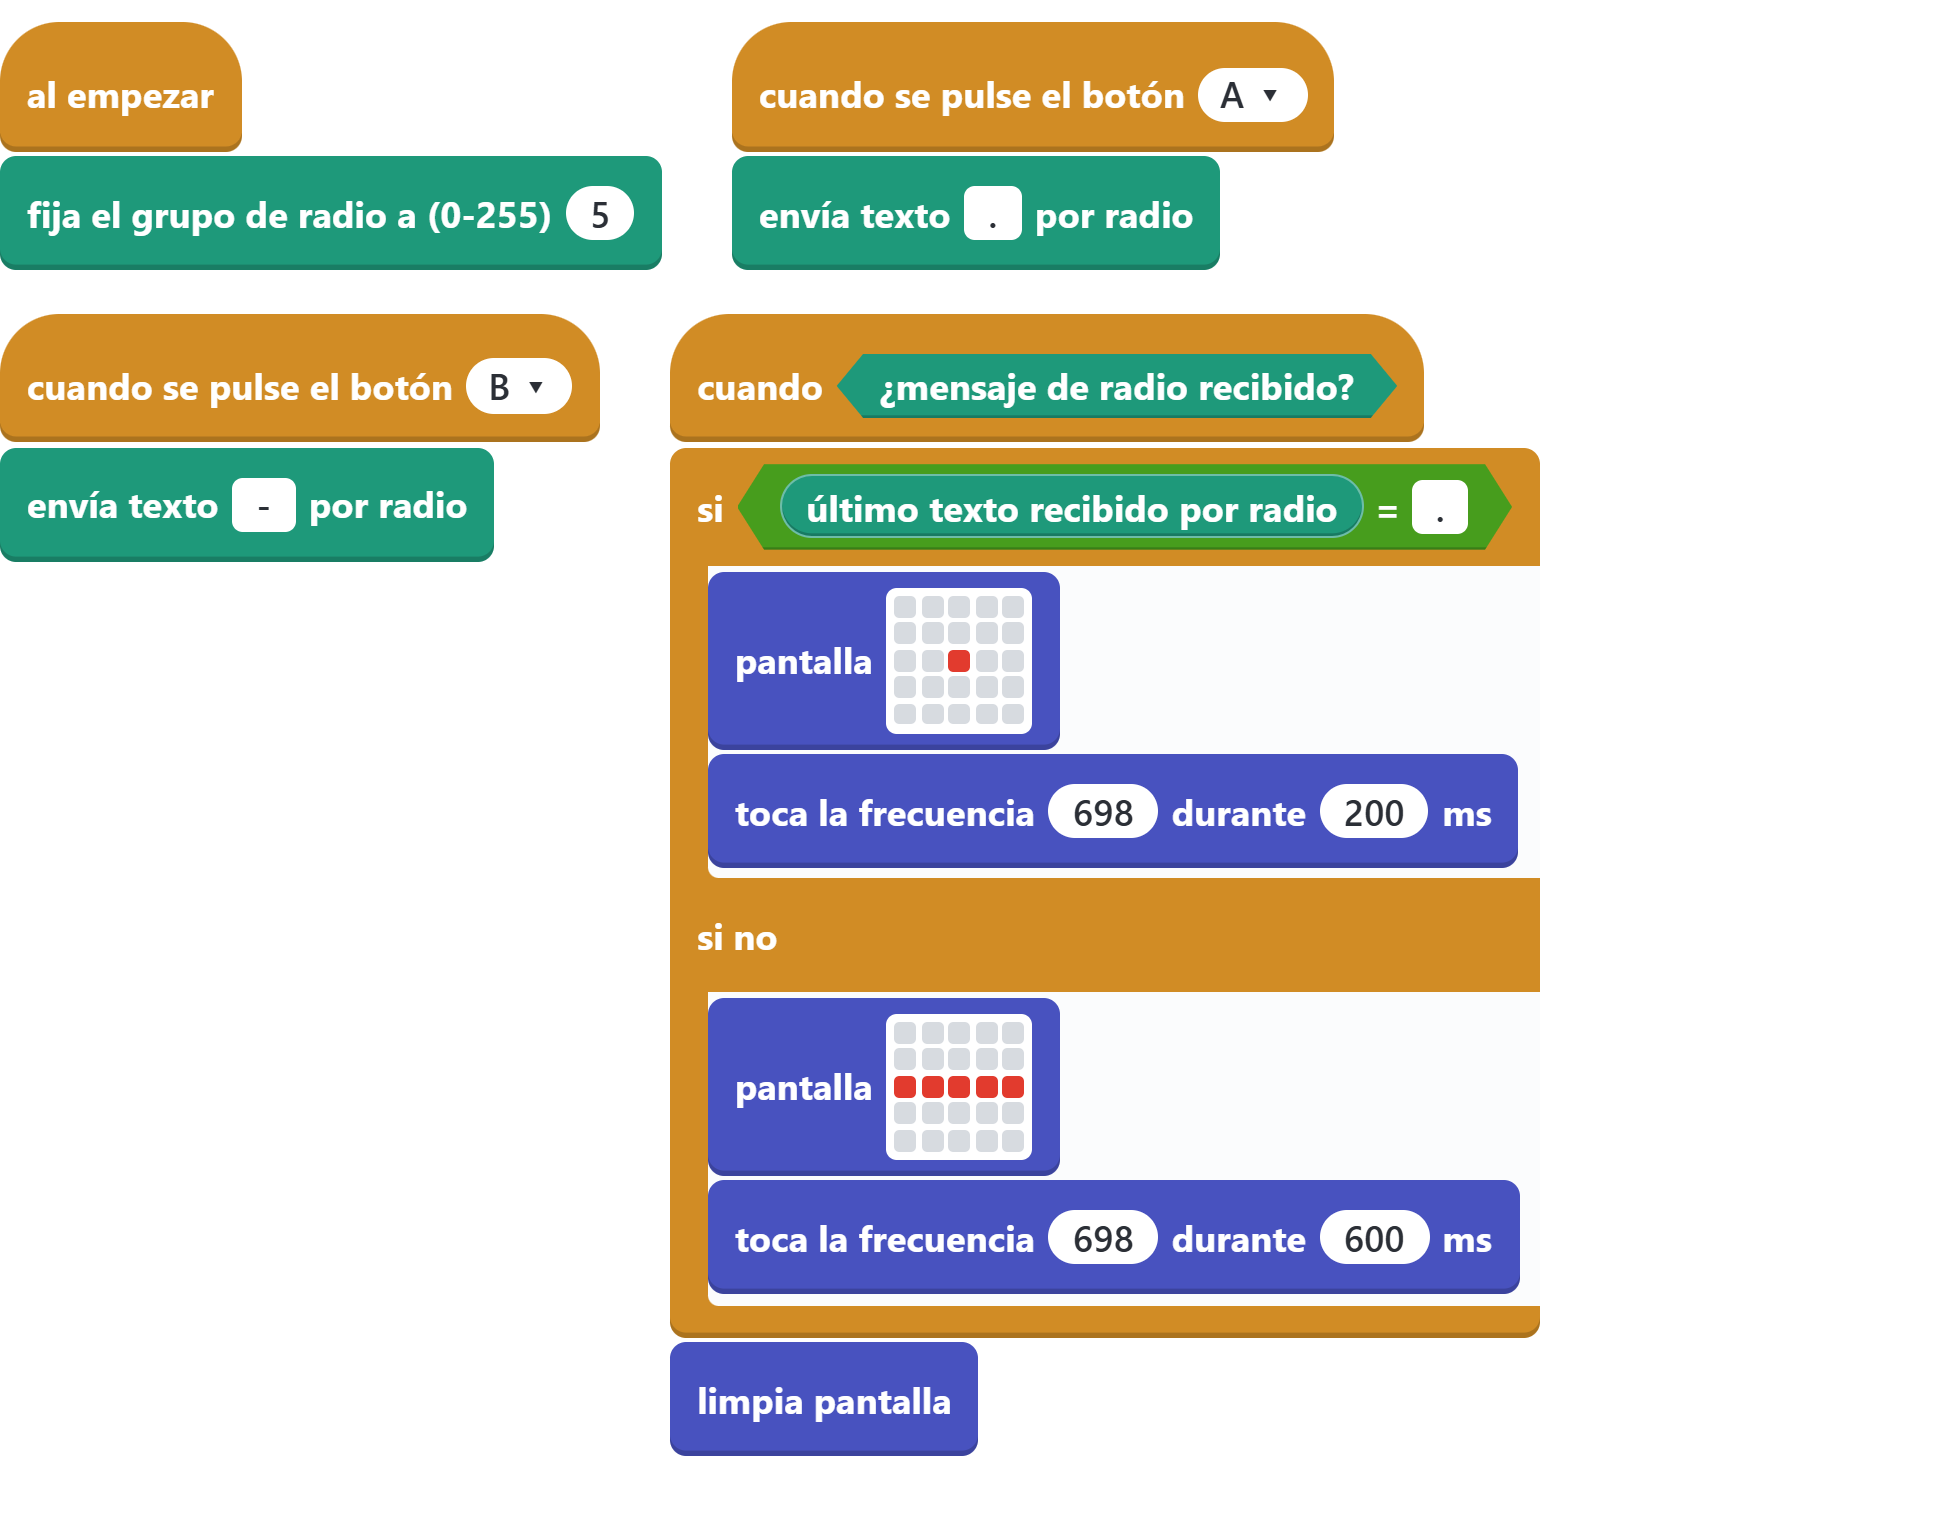 al empezar
fija el grupo de radio a (0-255) 5
cuando se pulse el botón A
envía texto . por radio
cuando se pulse el botón B
envía texto - por radio
cuando ¿mensaje de radio recibido?
si último texto recibido por radio = .
pantalla
toca la frecuencia 698 durante 200 ms
si no
pantalla
toca la frecuencia 698 durante 600 ms
limpia pantalla